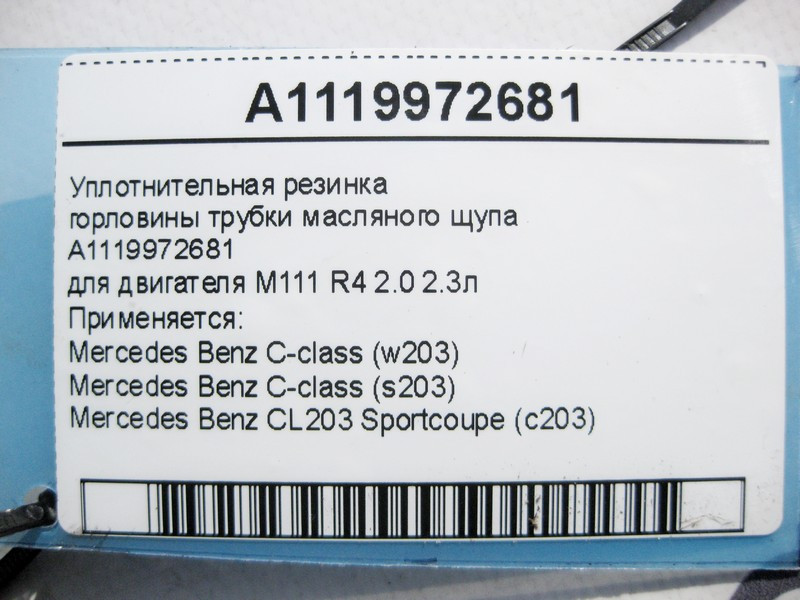 A1119972681
Уплотнительная резинка
горловины трубки масляного щупа
A1119972681
для двигателя M111 R4 2.0 2.3л
Применяется:
Mercedes Benz C-class (w203)
Mercedes Benz C-class (s203)
Mercedes Benz CL203 Sportcoupe (c203)